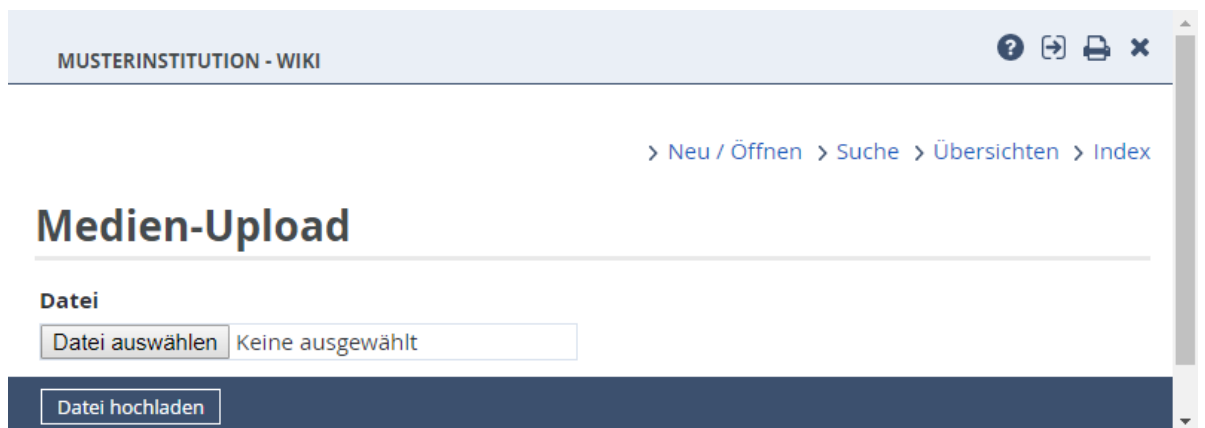 MUSTERINSTITUTION - WIKI
Neu / Öffnen Suche Übersichten Index
Medien-Upload
Datei
Datei auswählen Keine ausgewählt
Datei hochladen